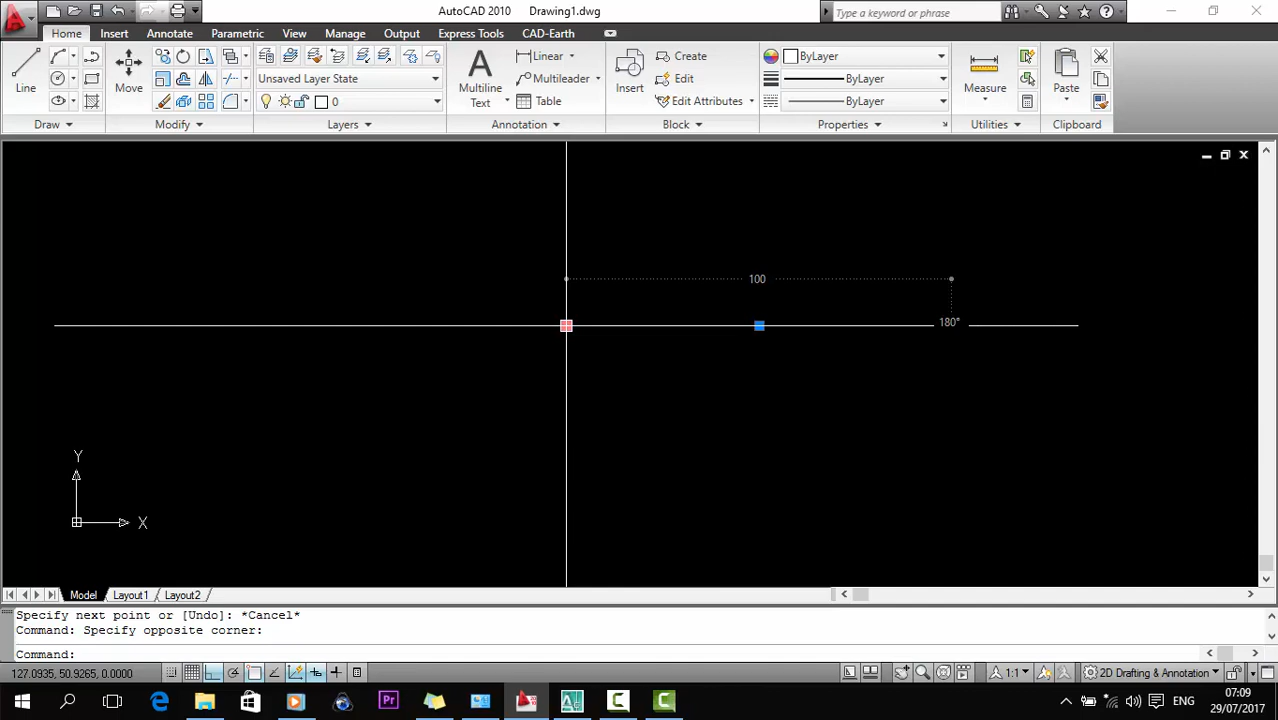 AutoCAD 2010 Drawing1.dwg
Type a keyword or phrase
Home Insert Annotate Parametric View Manage Output Express Tools CAD-Earth
Linear
Create
ByLayer
Unsaved Layer State
Multileader
Edit
ByLayer
Line
Move
Multiline
Text
Insert
Measure
Paste
0
Table
Edit Attributes
ByLayer
Draw Modify Layers Annotation Block Properties Utilities Clipboard
100
180°
Y
X
Model Layout1 Layout2
Specify next point or [Undo]: *Cancel*
Command: Specify opposite corner:
Command:
127.0935, 50.9265, 0.0000
1:1
2D Drafting & Annotation
Pr
ENG
07:09
29/07/2017